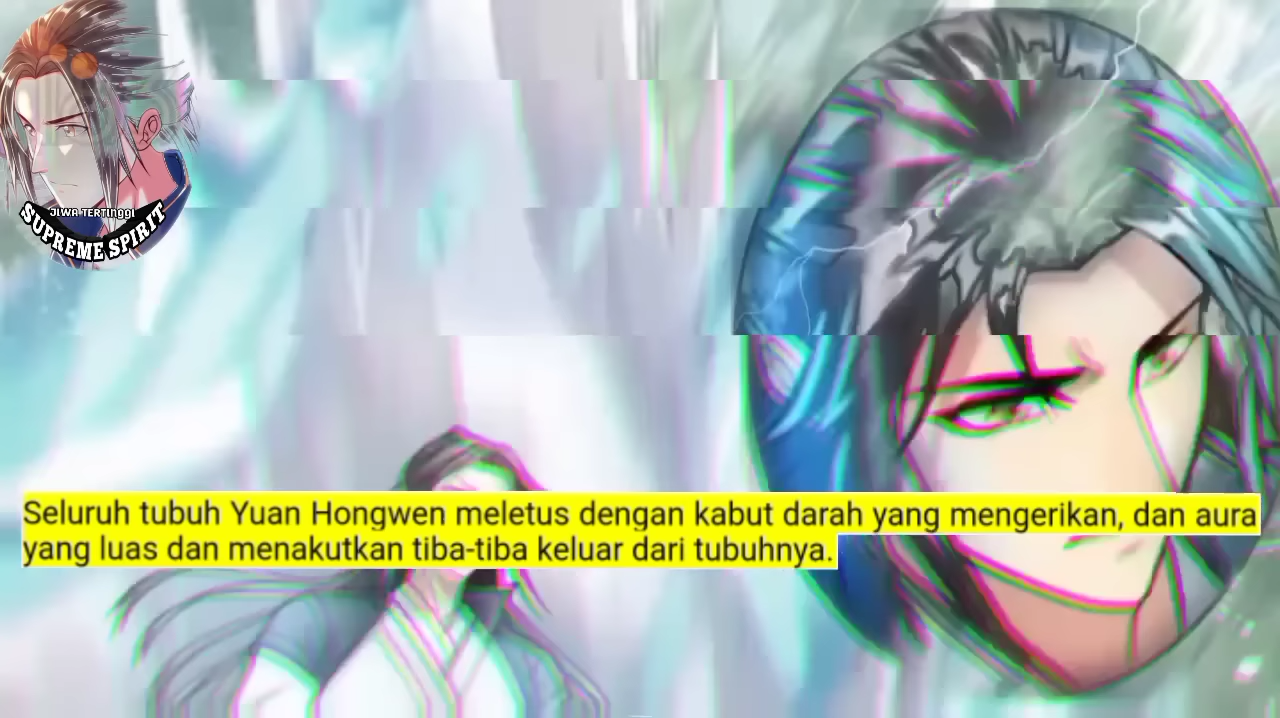 JIWA TERTINGGI
SUPREME SPIRIT
Seluruh tubuh Yuan Hongwen meletus dengan kabut darah yang mengerikan, dan aura
yang luas dan menakutkan tiba-tiba keluar dari tubuhnya.